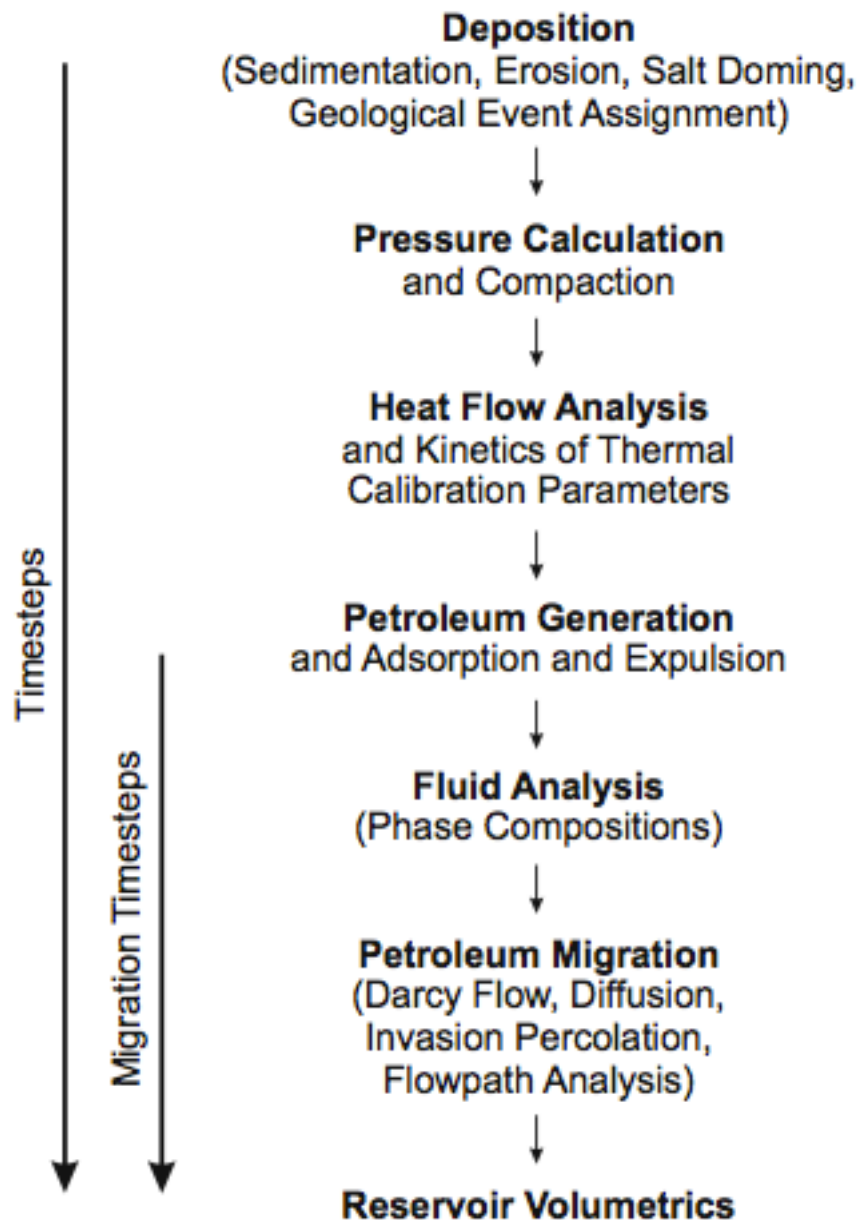 Deposition
(Sedimentation, Erosion, Salt Doming,
Geological Event Assignment)
Pressure Calculation
and Compaction
Heat Flow Analysis
and Kinetics of Thermal
Calibration Parameters
Petroleum Generation
and Adsorption and Expulsion
Fluid Analysis
(Phase Compositions)
Petroleum Migration
(Darcy Flow, Diffusion,
Invasion Percolation,
Flowpath Analysis)
Reservoir Volumetrics
Timesteps
Migration Timesteps